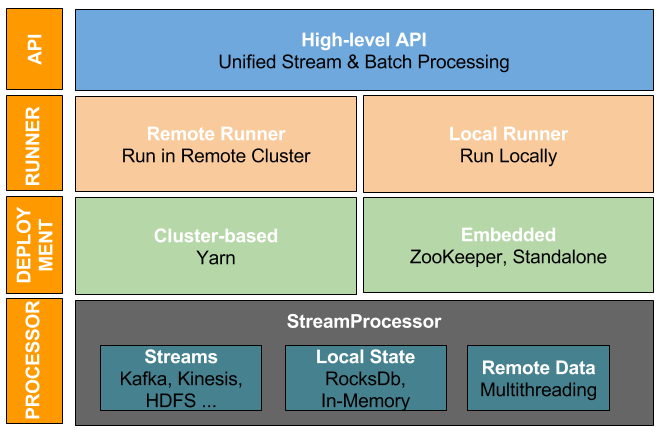 API
High-level API
Unified Stream & Batch Processing
RUNNER
Remote Runner
Run in Remote Cluster
Local Runner
Run Locally
DEPLOY
MENT
Cluster-based
Yarn
Embedded
ZooKeeper, Standalone
PROCESSOR
StreamProcessor
Streams
Kafka, Kinesis,
HDFS ...
Local State
RocksDb,
In-Memory
Remote Data
Multithreading